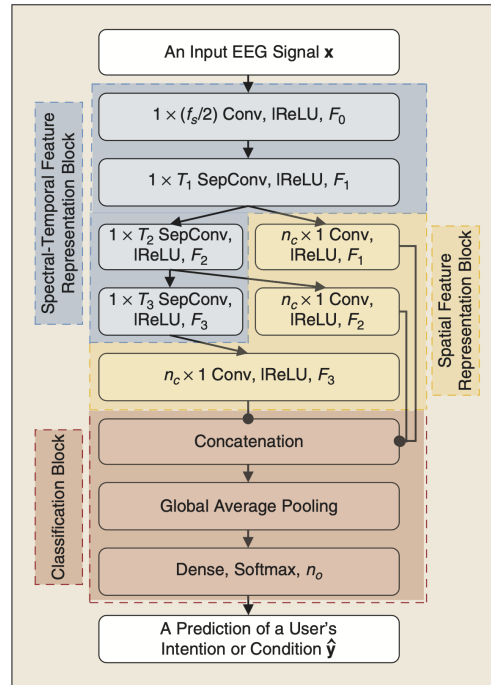 An Input EEG Signal x
1 × (fs/2) Conv, lReLU, F0
1 × T1 SepConv, lReLU, F1
Spectral-Temporal Feature
Representation Block
1 × T2 SepConv,
lReLU, F2
nc × 1 Conv,
lReLU, F1
1 × T3 SepConv,
lReLU, F3
nc × 1 Conv,
lReLU, F2
Spatial Feature
Representation Block
nc × 1 Conv, lReLU, F3
Concatenation
Global Average Pooling
Classification Block
Dense, Softmax, no
A Prediction of a User's
Intention or Condition ŷ